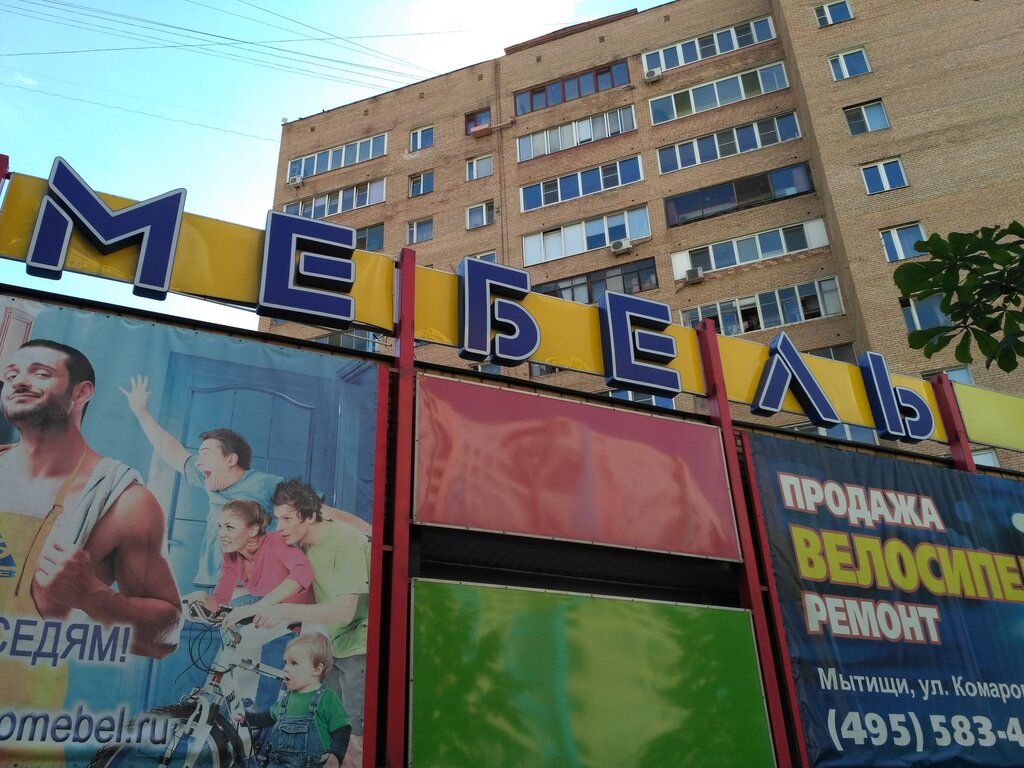 МЕБЕЛЬ
СЕДЯМ!
omebel.ru
ПРОДАЖА
ВЕЛОСИПЕ
РЕМОНТ
Мытищи, ул. Комаро
(495) 583-4